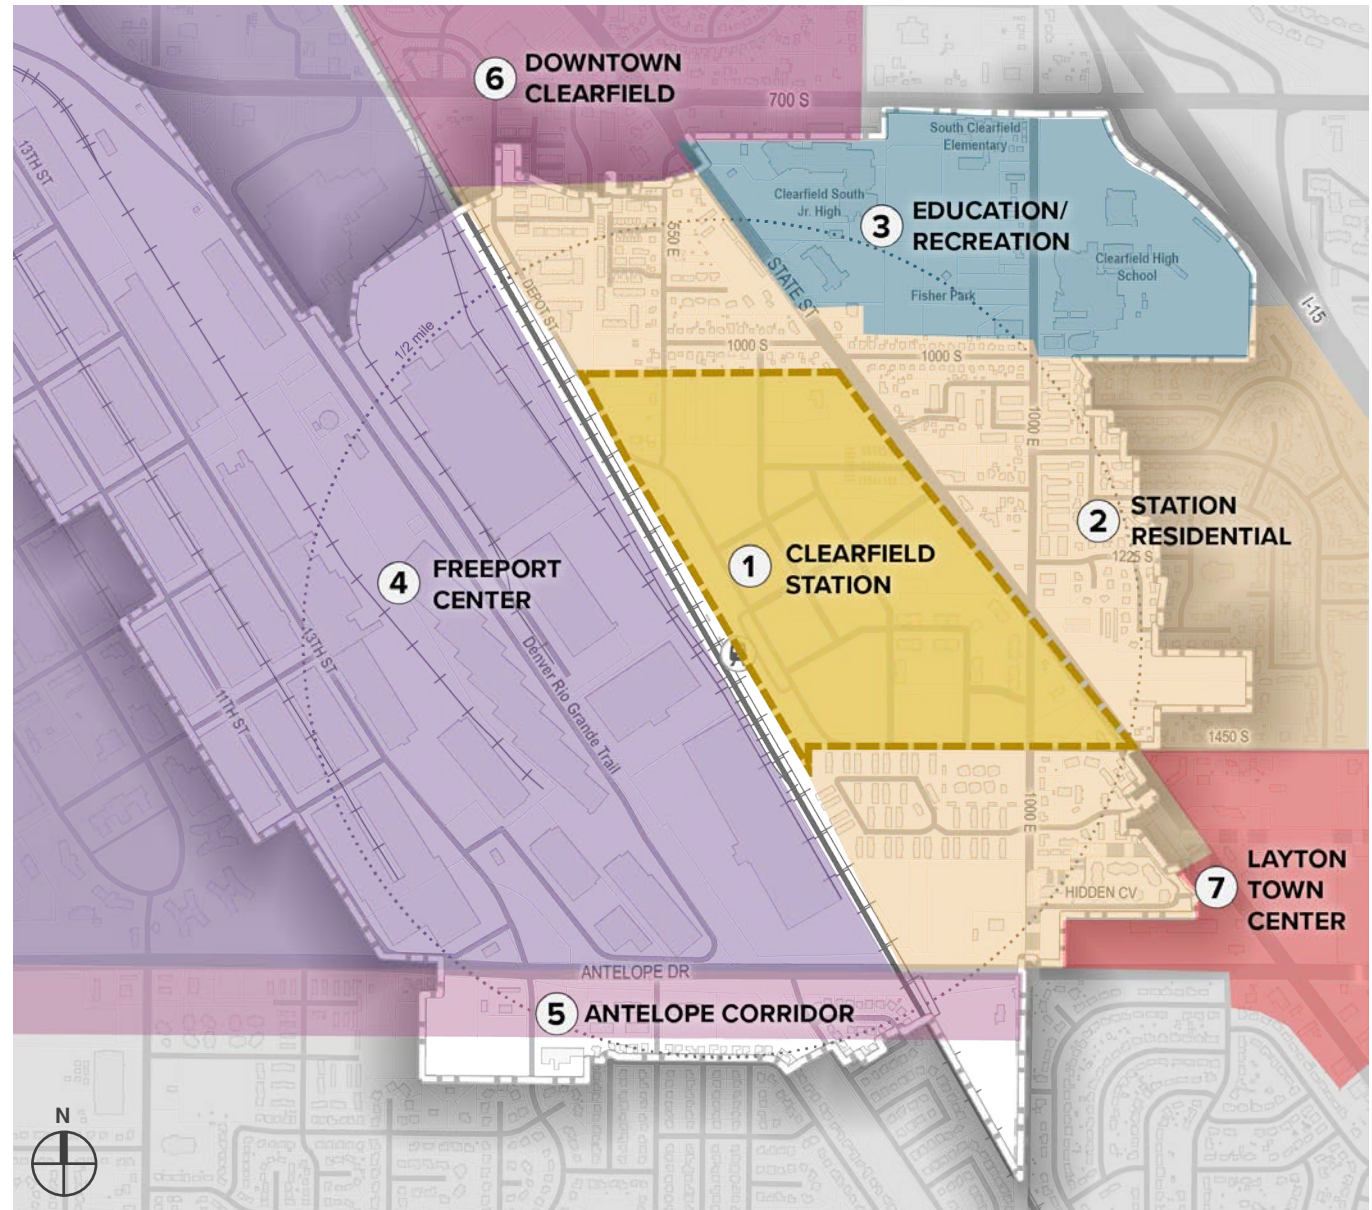 6
DOWNTOWN
CLEARFIELD
700 S
13TH ST
South Clearfield
Elementary
Clearfield South
Jr. High
3
EDUCATION/
RECREATION
550 E
STATE ST
Clearfield High
School
DEPOT ST
Fisher Park
I-15
1/2 mile
1000 S
1000 S
1000 E
2
STATION
RESIDENTIAL
1225 S
1
CLEARFIELD
STATION
4
FREEPORT
CENTER
13TH ST
11TH ST
Denver Rio Grande Trail
1450 S
1000 E
7
LAYTON
TOWN
CENTER
HIDDEN CV
ANTELOPE DR
5
ANTELOPE CORRIDOR
N